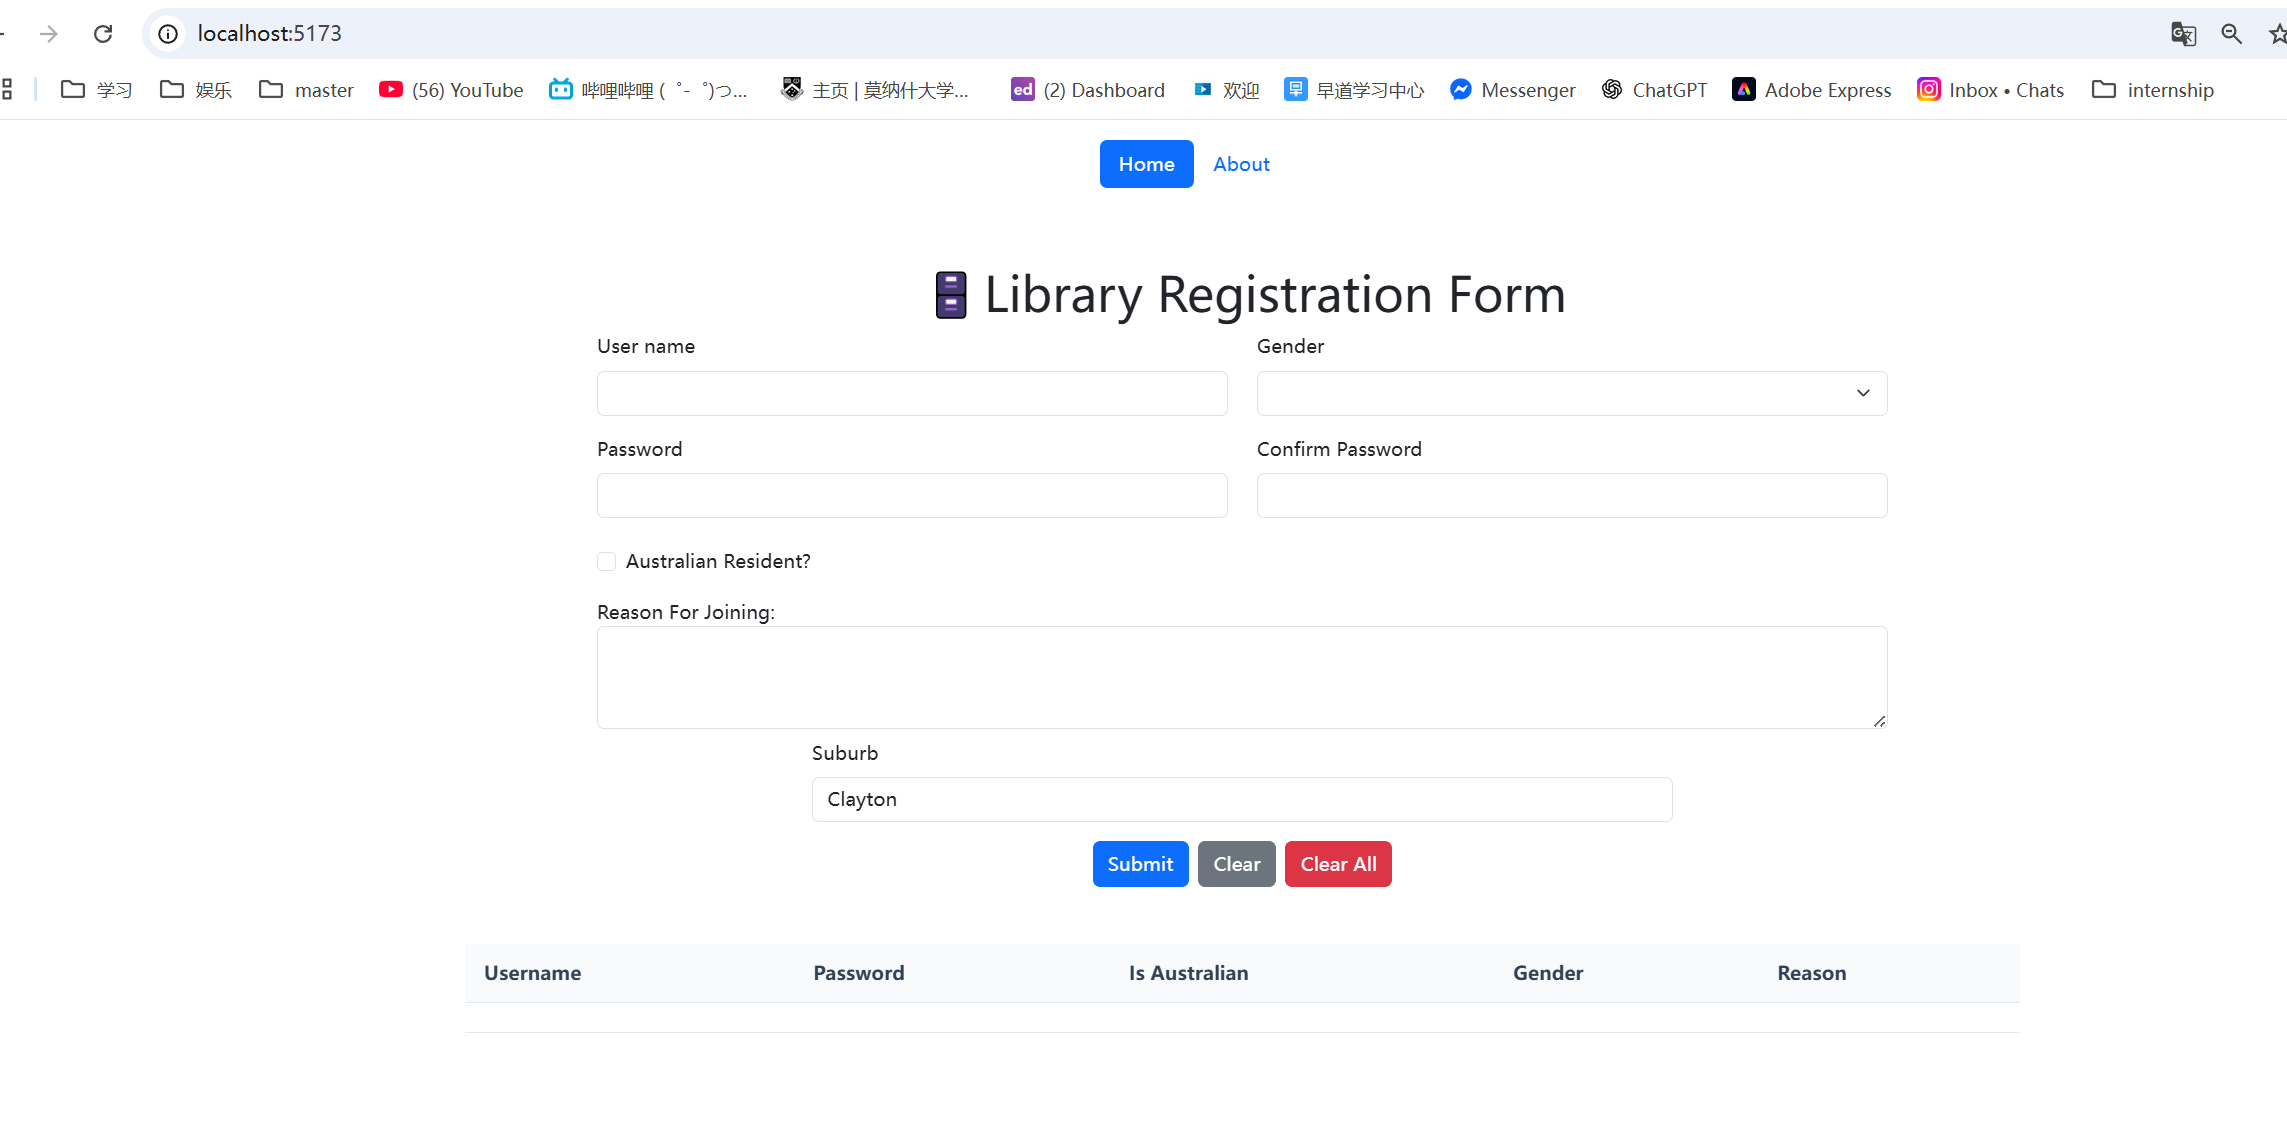 localhost:5173
学习 娱乐 master (56) YouTube 哔哩哔哩 (゜-゜)つ... 主页 | 莫纳什大学... ed (2) Dashboard 欢迎 早道学习中心 Messenger ChatGPT Adobe Express Inbox • Chats internship
Home About
Library Registration Form
User name Gender
Password Confirm Password
Australian Resident?
Reason For Joining:
Suburb
Clayton
Submit Clear Clear All
Username Password Is Australian Gender Reason